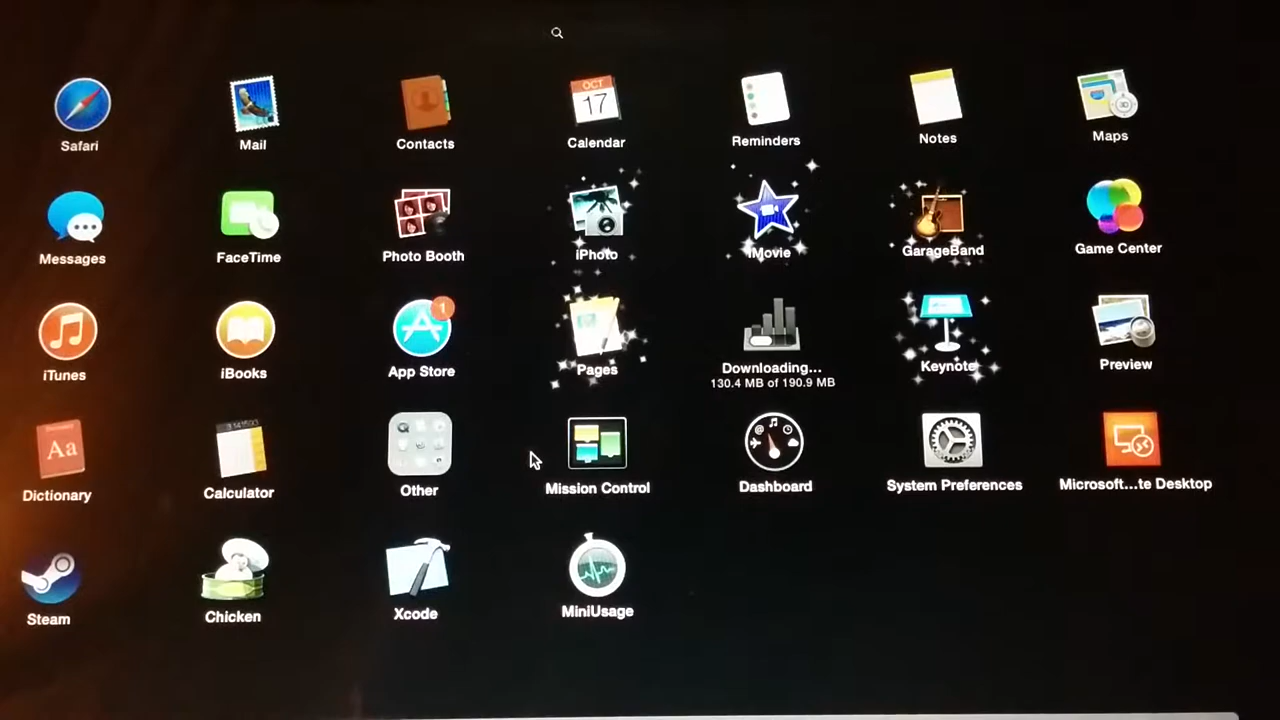 Safari
Mail
Contacts
OCT
17
Calendar
Reminders
Notes
3D
Maps
Messages
FaceTime
Photo Booth
iPhoto
iMovie
GarageBand
Game Center
iTunes
iBooks
1
App Store
Pages
Downloading...
130.4 MB of 190.9 MB
Keynote
Preview
Aa
Dictionary
Calculator
Other
Mission Control
Dashboard
System Preferences
Microsoft...te Desktop
Steam
Chicken
Xcode
MiniUsage